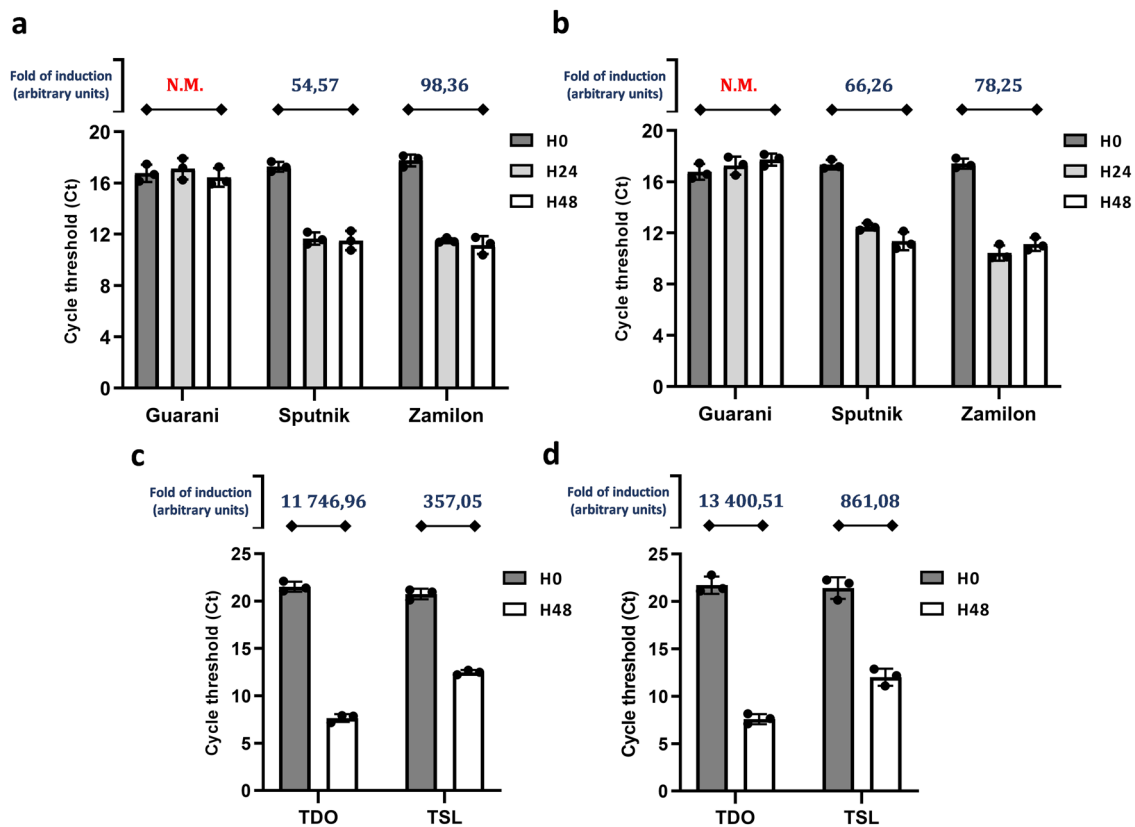 a
Fold of induction
(arbitrary units)
N.M.
54,57
98,36
Cycle threshold (Ct)
20
16
12
8
4
0
H0
H24
H48
Guarani
Sputnik
Zamilon
b
Fold of induction
(arbitrary units)
N.M.
66,26
78,25
Cycle threshold (Ct)
20
16
12
8
4
0
H0
H24
H48
Guarani
Sputnik
Zamilon
c
Fold of induction
(arbitrary units)
11 746,96
357,05
Cycle threshold (Ct)
25
20
15
10
5
0
H0
H48
TDO
TSL
d
Fold of induction
(arbitrary units)
13 400,51
861,08
Cycle threshold (Ct)
25
20
15
10
5
0
H0
H48
TDO
TSL